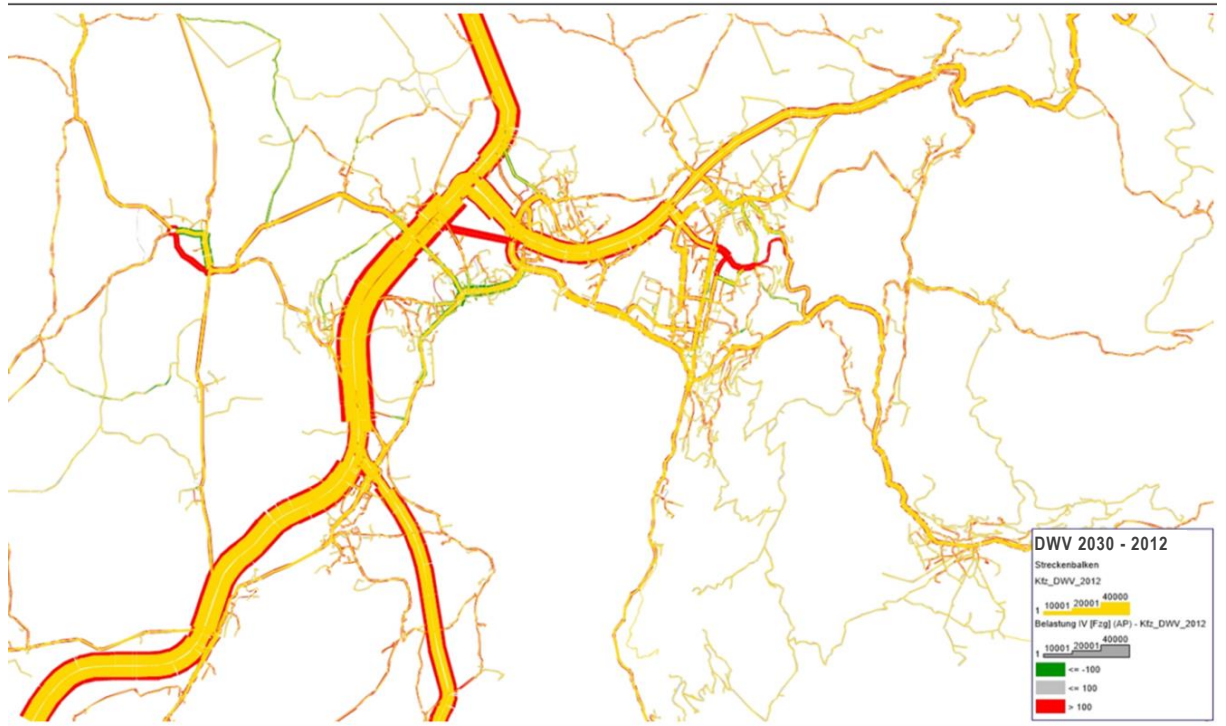 DWV 2030 - 2012
Streckenbalken
Kfz_DWV_2012
1 10001 20001 40000
Belastung IV [Fzg] (AP) - Kfz_DWV_2012
1 10001 20001 40000
<= -100
<= 100
> 100